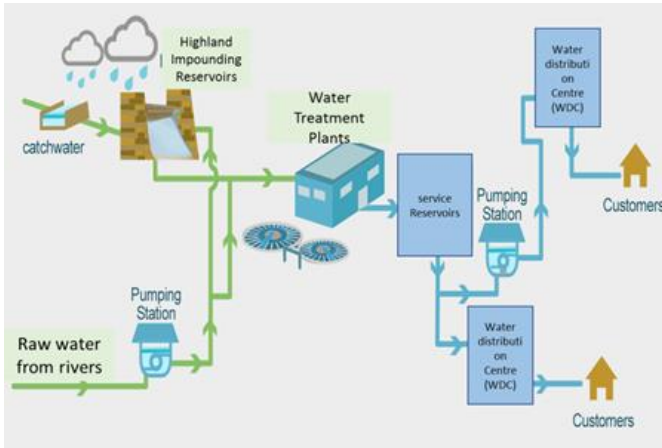 Highland
Impounding
Reservoirs
catchwater
Water
Treatment
Plants
Water
distributi
on
Centre
(WDC)
service
Reservoirs
Pumping
Station
Customers
Pumping
Station
Raw water
from rivers
Water
distributi
on
Centre
(WDC)
Customers